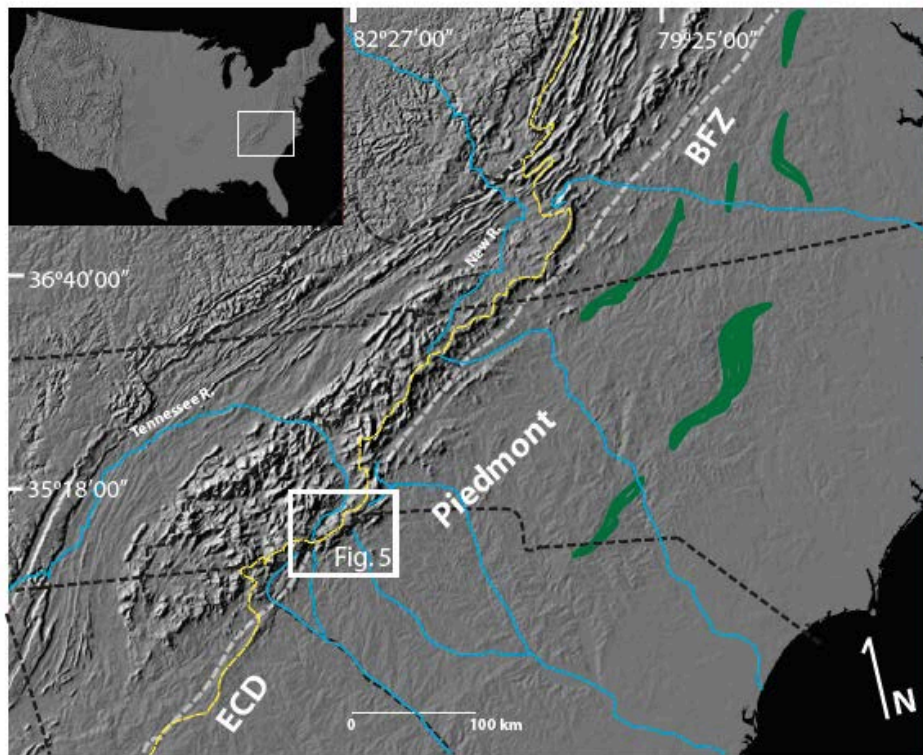 82°27'00"
79°25'00"
BFZ
New R.
36°40'00"
Tennessee R.
Piedmont
35°18'00"
Fig. 5
ECD
0
100 km
N